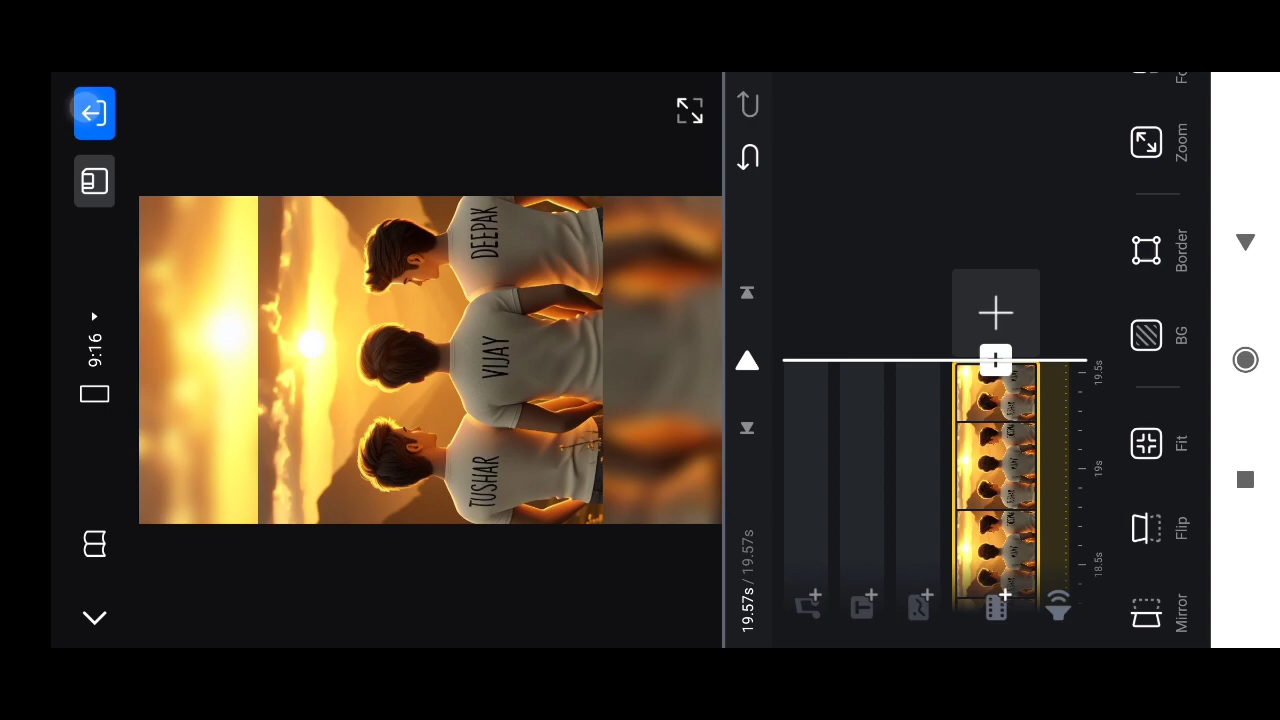 9:16
DEEPAK
VIJAY
TUSHAR
19.57s / 19.57s
18.5s
19s
19.5s
Mirror
Flip
Fit
BG
Border
Zoom